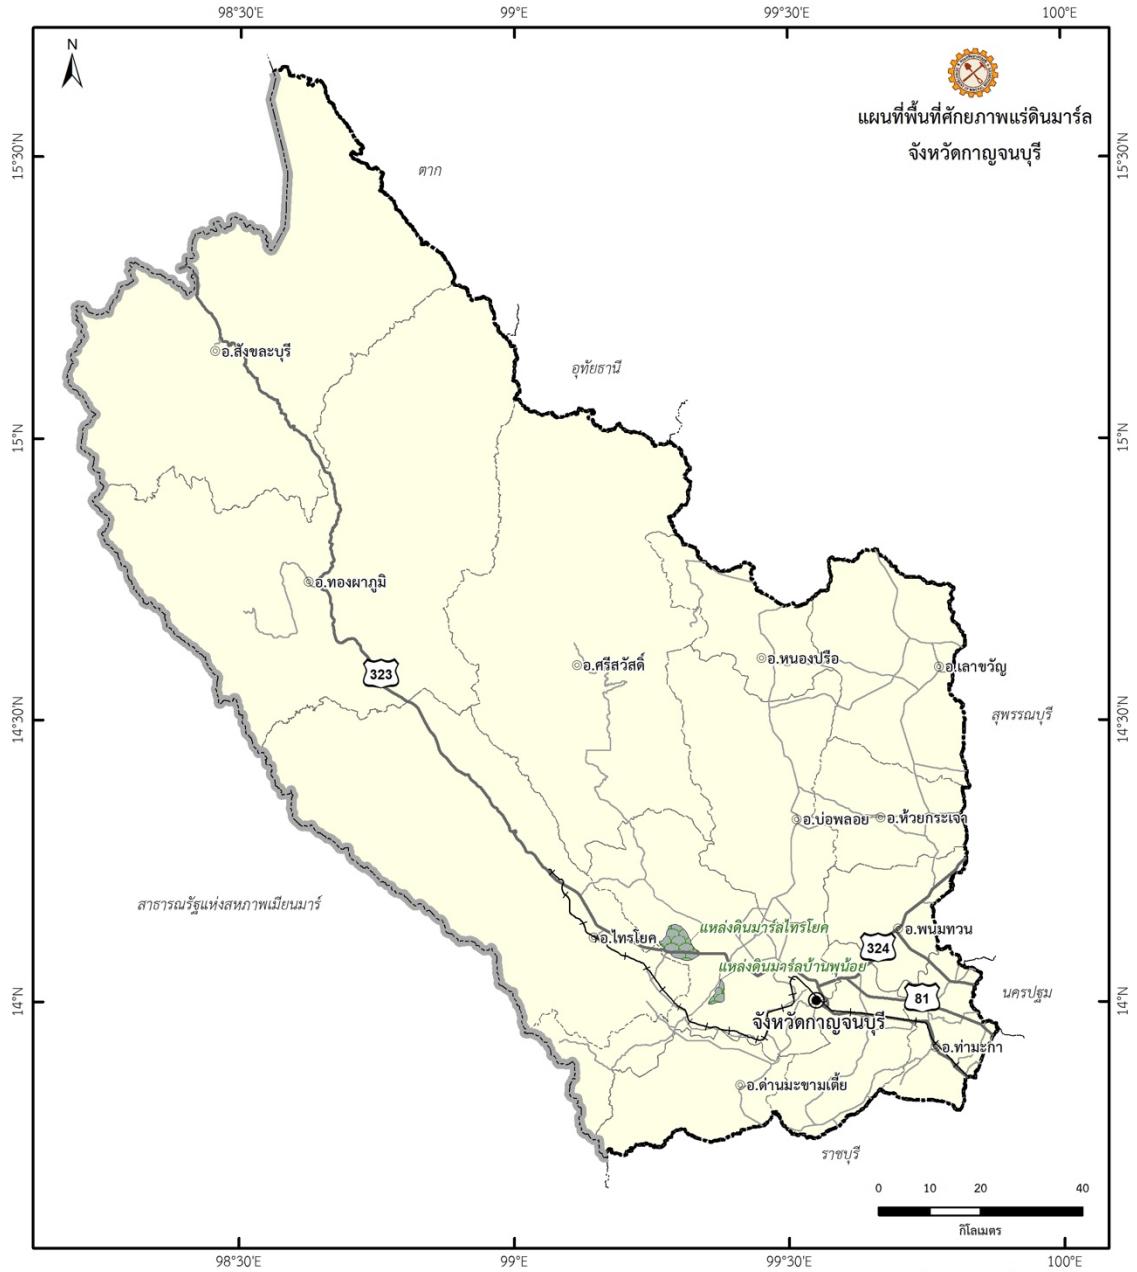 98°30'E
99°E
99°30'E
100°E
N
แผนที่พื้นที่ศักยภาพแร่ดินมาร์ล
จังหวัดกาญจนบุรี
15°30'N
15°30'N
ตาก
อ.สังขละบุรี
อุทัยธานี
15°N
15°N
อ.ทองผาภูมิ
อ.ศรีสวัสดิ์
อ.หนองปรือ
อ.เลาขวัญ
323
14°30'N
สุพรรณบุรี
14°30'N
อ.บ่อพลอย
อ.ห้วยกระเจา
สาธารณรัฐแห่งสหภาพเมียนมาร์
แหล่งดินมาร์ลไทรโยค
อ.ไทรโยค
อ.พนมทวน
324
แหล่งดินมาร์ลบ้านพุน้อย
14°N
81
นครปฐม
14°N
จังหวัดกาญจนบุรี
อ.ท่ามะกา
อ.ด่านมะขามเตี้ย
ราชบุรี
0 10 20 40
กิโลเมตร
98°30'E
99°E
99°30'E
100°E